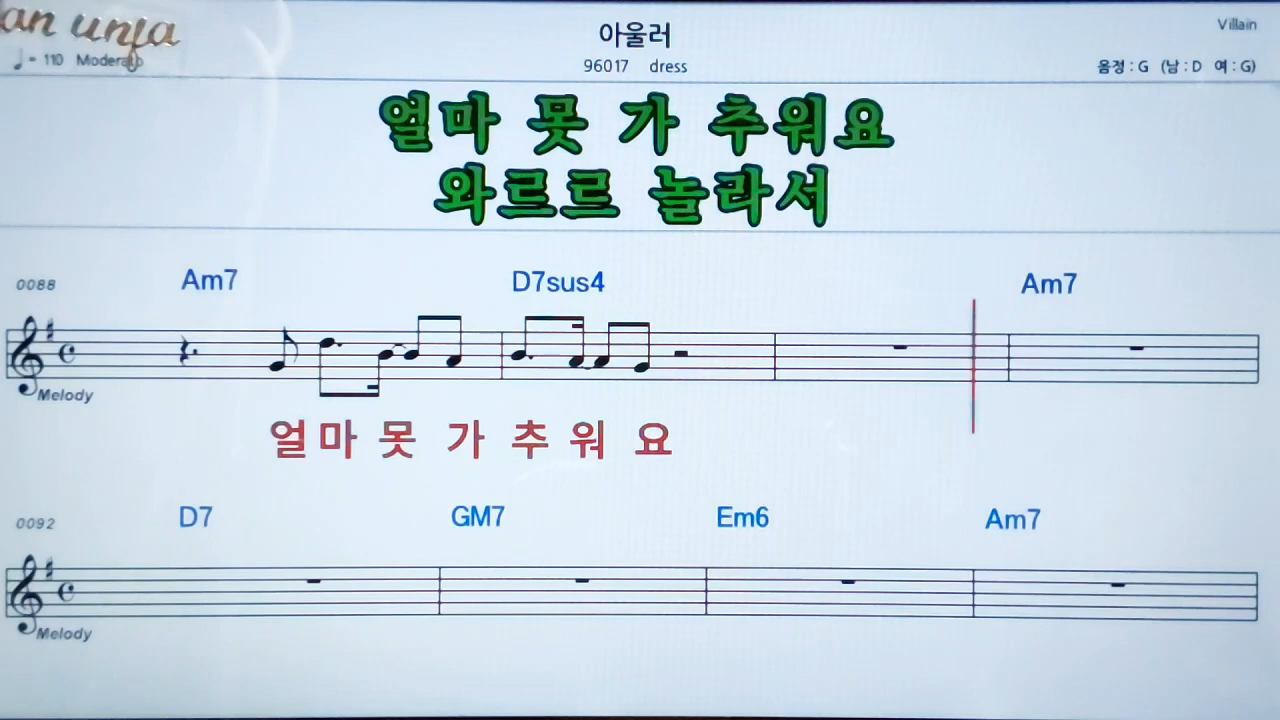 an unfa
♩= 110 Moderato
아울러
96017 dress
Villain
음정 : G (남 : D 여 : G)
얼마 못 가 추워요
와르르 놀라서
0088 Am7 D7sus4 Am7
Melody
얼 마 못 가 추 워 요
0092 D7 GM7 Em6 Am7
Melody